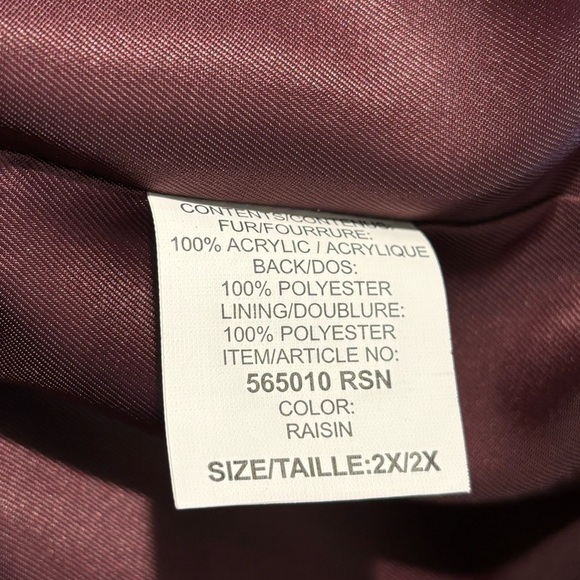 CONTENTS/CONTENUS:
FUR/FOURRURE:
100% ACRYLIC / ACRYLIQUE
BACK/DOS:
100% POLYESTER
LINING/DOUBLURE:
100% POLYESTER
ITEM/ARTICLE NO:
565010 RSN
COLOR:
RAISIN
SIZE/TAILLE:2X/2X